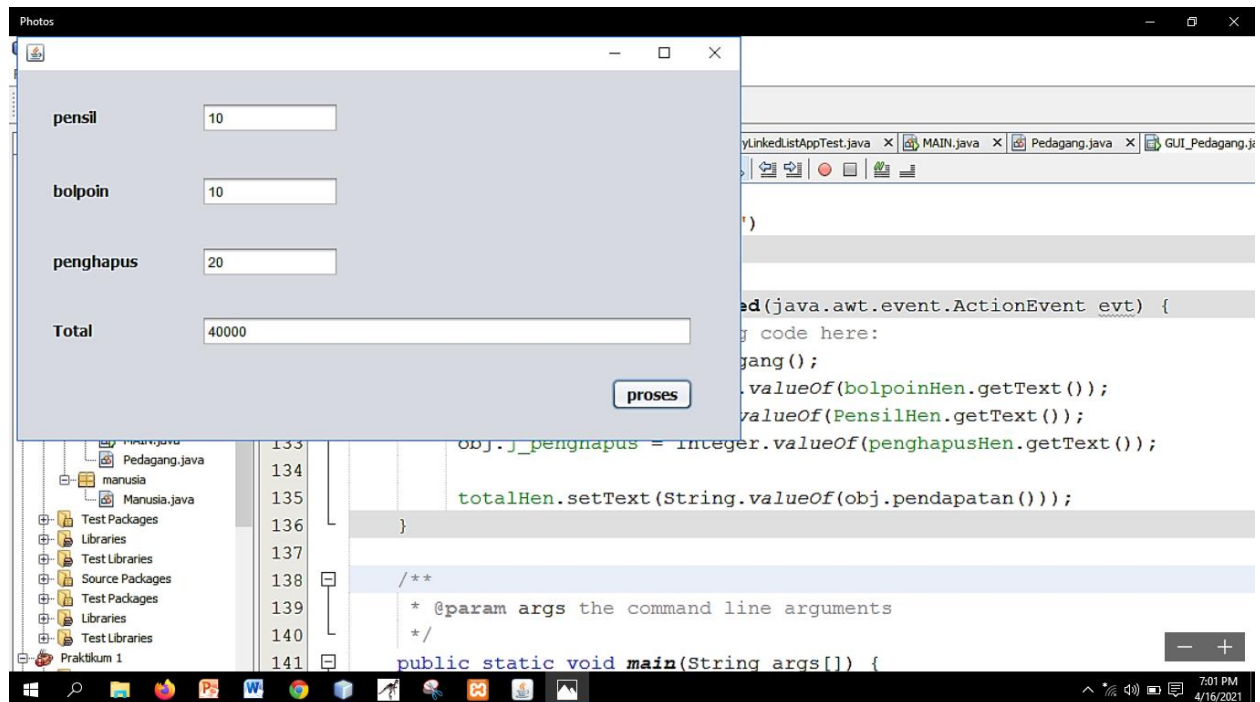 Photos
pensil 10
bolpoin 10
penghapus 20
Total 40000
proses
yLinkedListAppTest.java MAIN.java Pedagang.java GUI_Pedagang.ja
')
ed(java.awt.event.ActionEvent evt) {
g code here:
gang();
.valueOf(bolpoinHen.getText());
valueOf(PensilHen.getText());
133 obj.j_penghapus = Integer.valueOf(penghapusHen.getText());
134
135 totalHen.setText(String.valueOf(obj.pendapatan()));
136 }
137
138 /**
139 * @param args the command line arguments
140 */
141 public static void main(String args[]) {
MAIN.java
Pedagang.java
manusia
Manusia.java
Test Packages
Libraries
Test Libraries
Source Packages
Test Packages
Libraries
Test Libraries
Praktikum 1
7:01 PM
4/16/2021